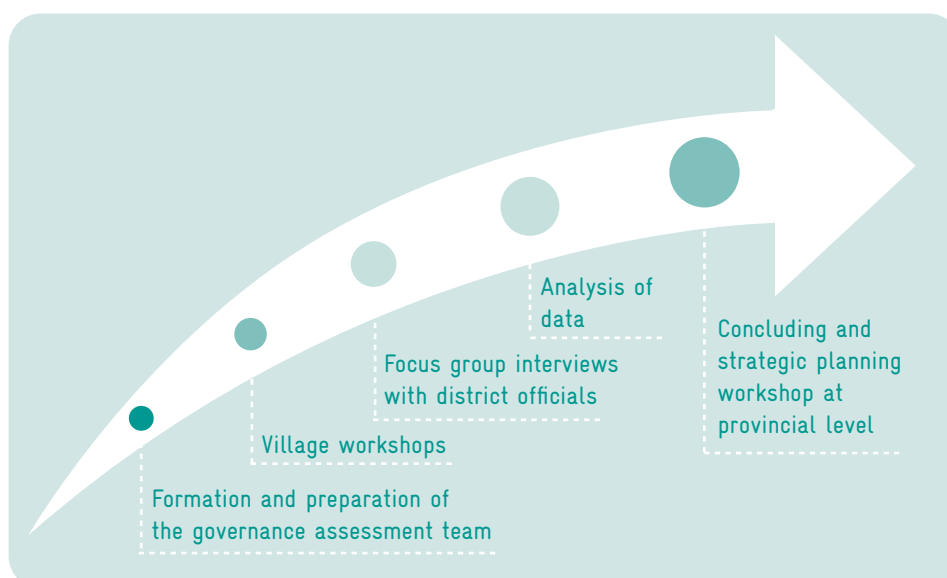 Analysis of
data
Concluding and
strategic planning
workshop at
provincial level
Focus group interviews
with district officials
Village workshops
Formation and preparation of
the governance assessment team